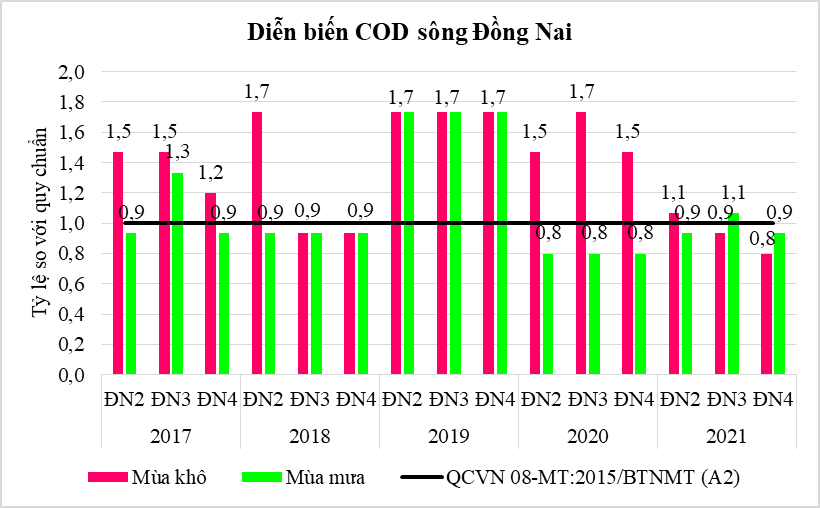 Diễn biến COD sông Đồng Nai
Tỷ lệ so với quy chuẩn
2,0
1,8
1,6
1,4
1,2
1,0
0,8
0,6
0,4
0,2
0,0
1,5 0,9 1,5 1,3 1,2 0,9 1,7 0,9 0,9 0,9 1,7 1,7 1,7 1,5 0,8 1,7 0,8 1,5 0,8 1,1 0,9 0,9 1,1 0,8 0,9
ĐN2 ĐN3 ĐN4 ĐN2 ĐN3 ĐN4 ĐN2 ĐN3 ĐN4 ĐN2 ĐN3 ĐN4 ĐN2 ĐN3 ĐN4
2017 2018 2019 2020 2021
Mùa khô Mùa mưa QCVN 08-MT:2015/BTNMT (A2)